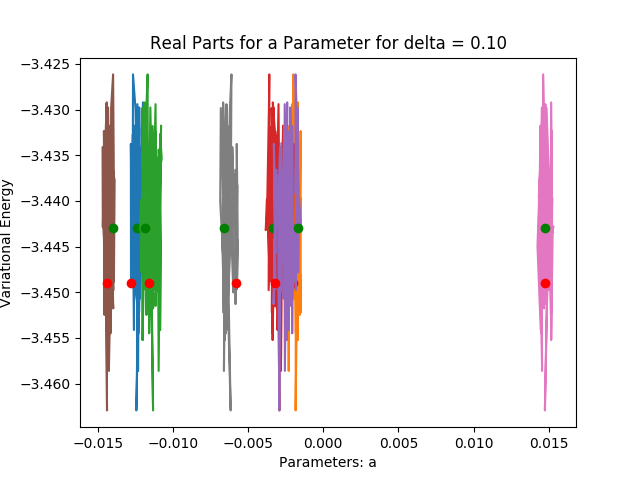 Real Parts for a Parameter for delta = 0.10
−3.425
−3.430
−3.435
−3.440
−3.445
−3.450
−3.455
−3.460
Variational Energy
−0.015 −0.010 −0.005 0.000 0.005 0.010 0.015
Parameters: a